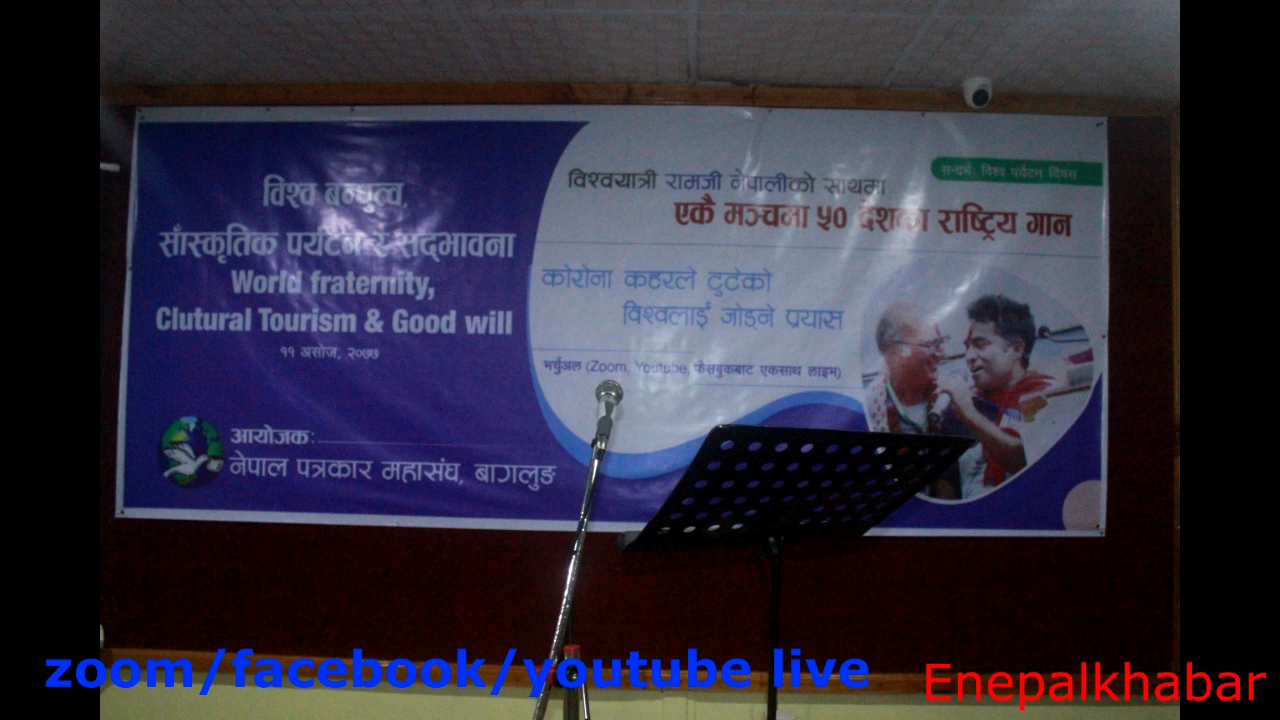 विश्व बन्धुत्व,
साँस्कृतिक पर्यटन र सद्भावना
World fraternity,
Clutural Tourism & Good will
११ असोज, २०७७
आयोजक:
नेपाल पत्रकार महासंघ, बागलुङ
सन्दर्भ: विश्व पर्यटन दिवस
विश्वयात्री रामजी नेपालीको साथमा
एकै मञ्चमा ५० देशका राष्ट्रिय गान
कोरोना कहरले टुटेको
विश्वलाई जोड्ने प्रयास
भर्चुअल (Zoom, Youtube, फेसबुकबाट एकसाथ लाइभ)
zoom/facebook/youtube live
Enepalkhabar